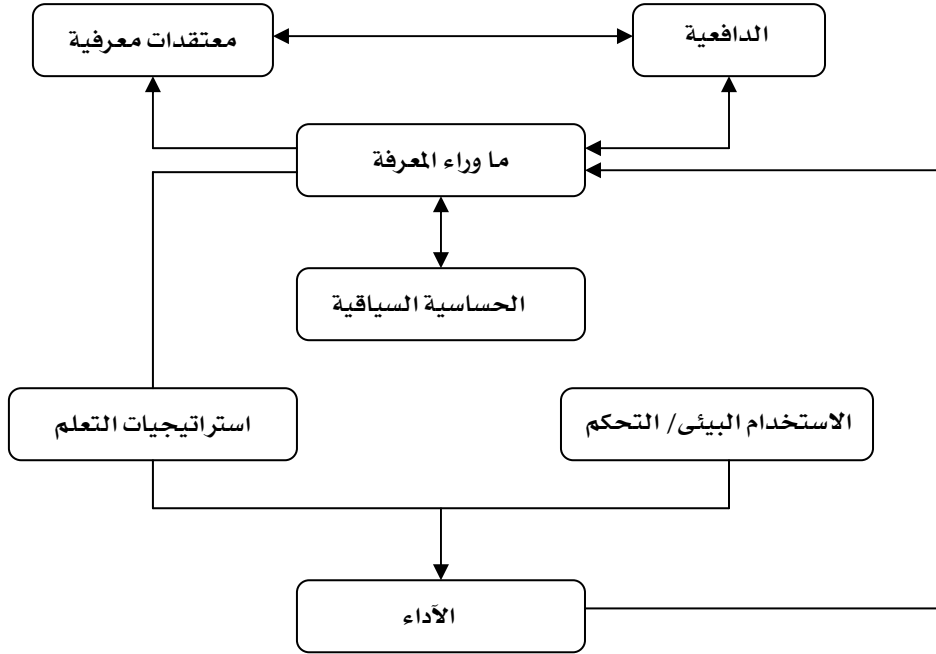 الدافعية
معتقدات معرفية
ما وراء المعرفة
الحساسية السياقية
الاستخدام البيئى/ التحكم
استراتيجيات التعلم
الآداء